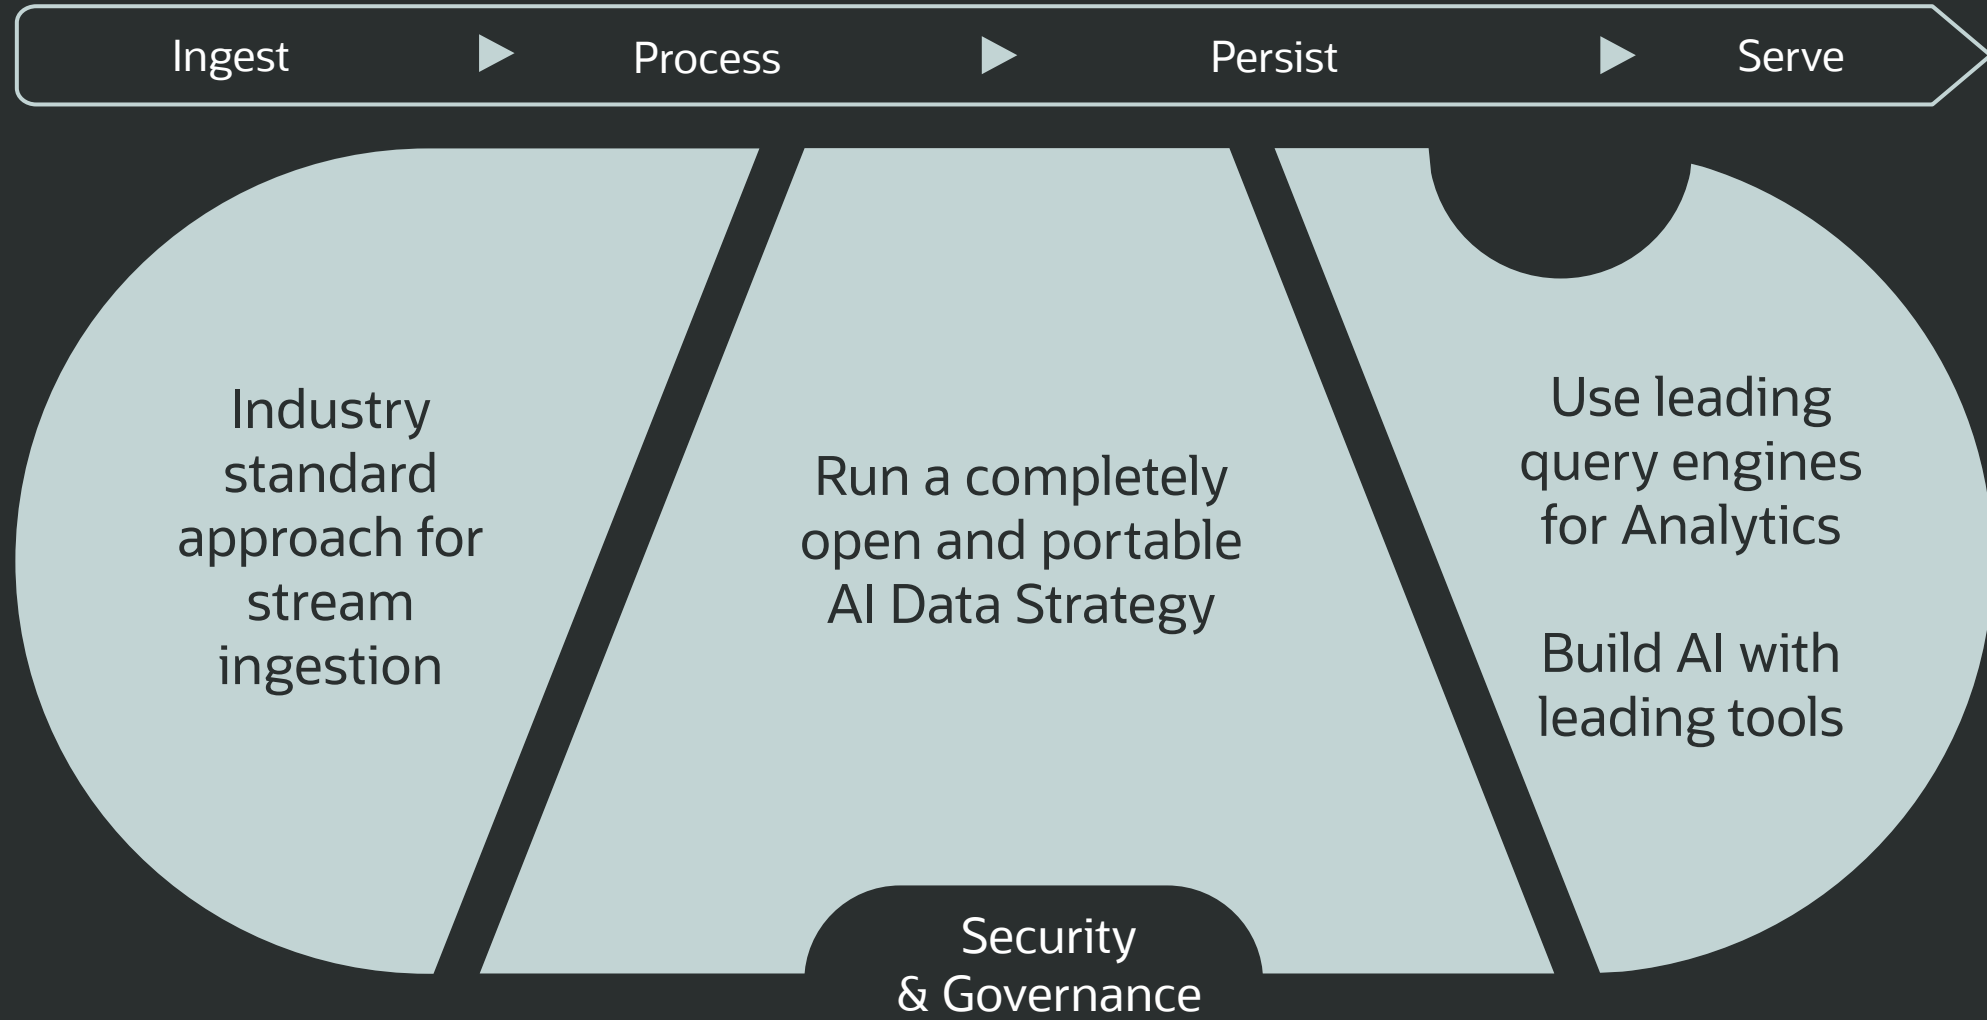 Ingest
Process
Persist
Serve
Industry
standard
approach for
stream
ingestion
Run a completely
open and portable
AI Data Strategy
Use leading
query engines
for Analytics
Build AI with
leading tools
Security
& Governance